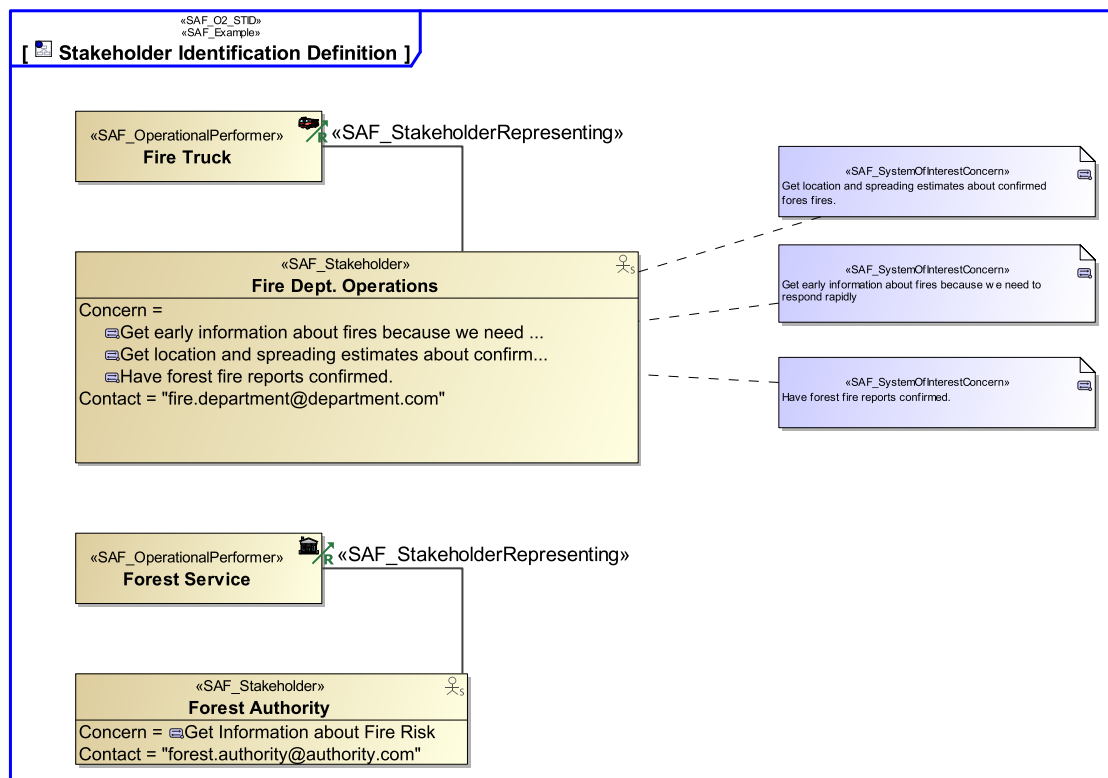 «SAF_O2_STID»
«SAF_Example»
[ Stakeholder Identification Definition ]
«SAF_OperationalPerformer»
Fire Truck
«SAF_StakeholderRepresenting»
R
«SAF_SystemOfInterestConcern»
Get location and spreading estimates about confirmed
fores fires.
«SAF_Stakeholder»
S
Fire Dept. Operations
Concern =
Get early information about fires because we need ...
Get location and spreading estimates about confirm...
Have forest fire reports confirmed.
Contact = "fire.department@department.com"
«SAF_SystemOfInterestConcern»
Get early information about fires because we need to
respond rapidly
«SAF_SystemOfInterestConcern»
Have forest fire reports confirmed.
«SAF_OperationalPerformer»
Forest Service
«SAF_StakeholderRepresenting»
R
«SAF_Stakeholder»
S
Forest Authority
Concern = Get Information about Fire Risk
Contact = "forest.authority@authority.com"